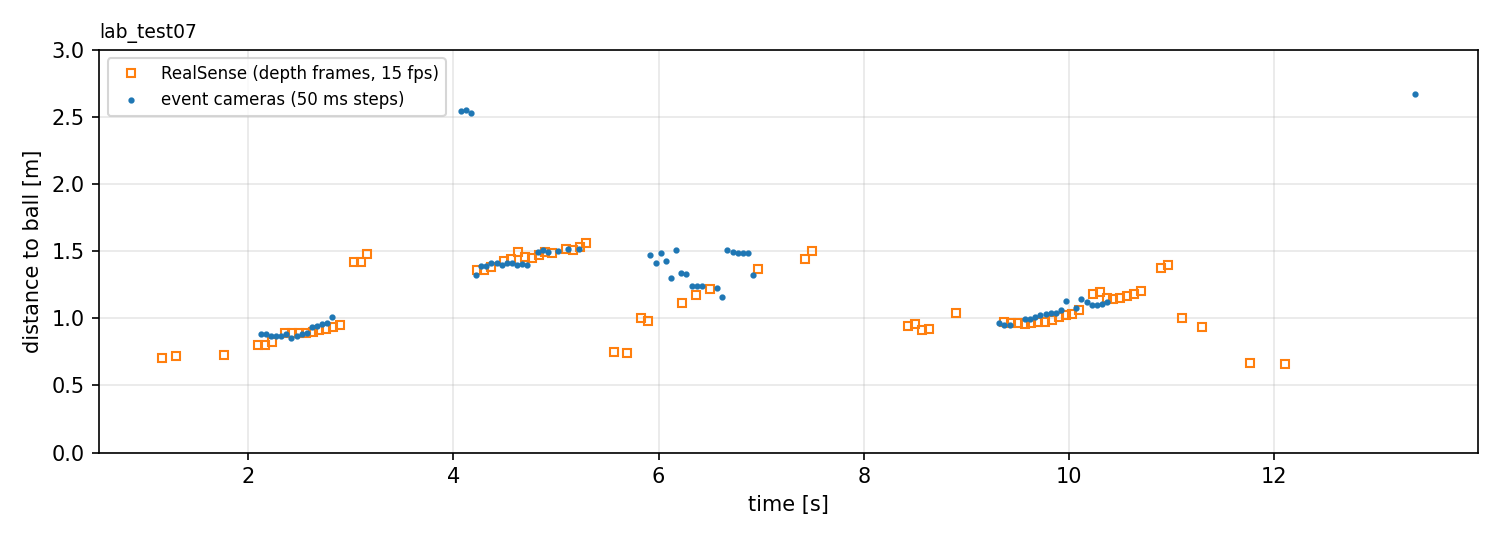 lab_test07
3.0
2.5
2.0
1.5
1.0
0.5
0.0
distance to ball [m]
RealSense (depth frames, 15 fps)
event cameras (50 ms steps)
2 4 6 8 10 12
time [s]